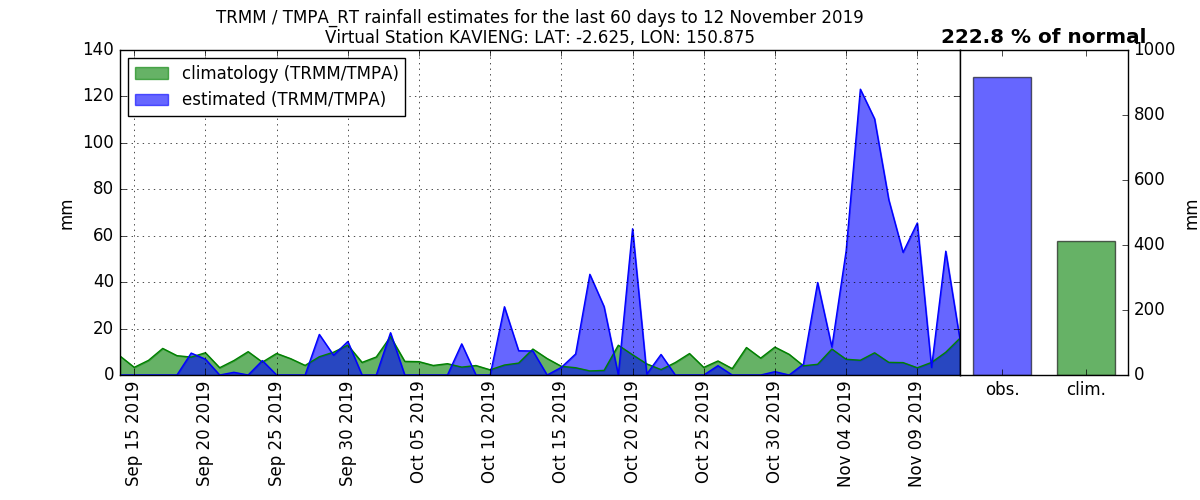 TRMM / TMPA_RT rainfall estimates for the last 60 days to 12 November 2019
Virtual Station KAVIENG: LAT: -2.625, LON: 150.875
222.8 % of normal
climatology (TRMM/TMPA)
estimated (TRMM/TMPA)
mm
140
120
100
80
60
40
20
0
Sep 15 2019
Sep 20 2019
Sep 25 2019
Sep 30 2019
Oct 05 2019
Oct 10 2019
Oct 15 2019
Oct 20 2019
Oct 25 2019
Oct 30 2019
Nov 04 2019
Nov 09 2019
obs.
clim.
1000
800
600
400
200
0
mm